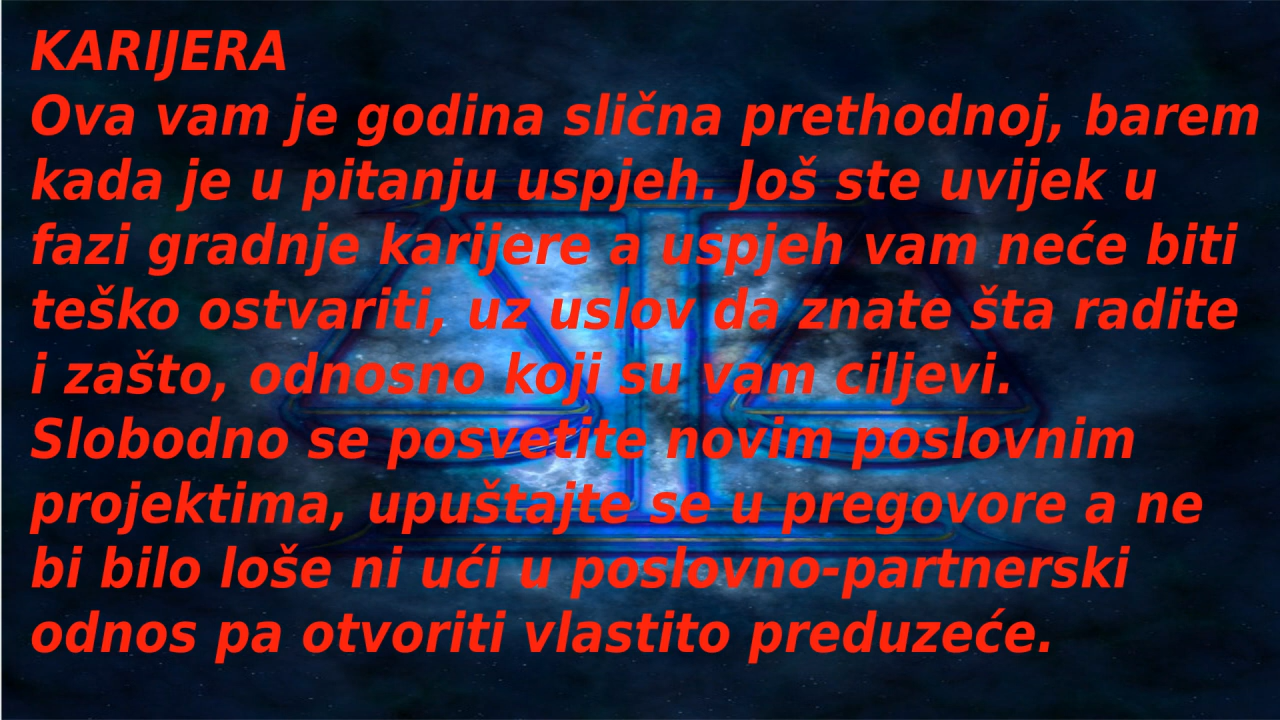 KARIJERA
Ova vam je godina slična prethodnoj, barem
kada je u pitanju uspjeh. Još ste uvijek u
fazi gradnje karijere a uspjeh vam neće biti
teško ostvariti, uz uslov da znate šta radite
i zašto, odnosno koji su vam ciljevi.
Slobodno se posvetite novim poslovnim
projektima, upuštajte se u pregovore a ne
bi bilo loše ni ući u poslovno-partnerski
odnos pa otvoriti vlastito preduzeće.